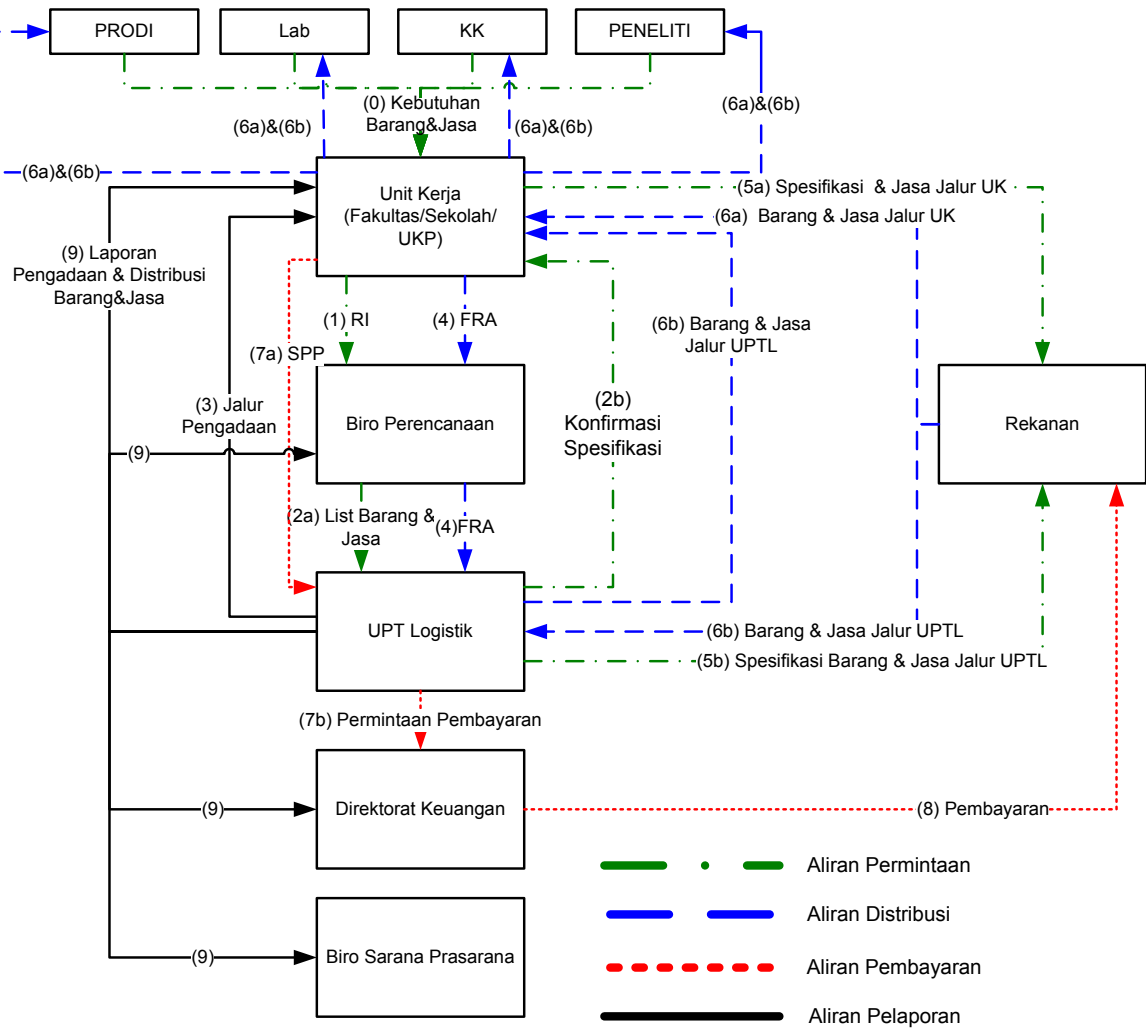 PRODI
Lab
KK
PENELITI
(0) Kebutuhan
Barang&Jasa
(6a)&(6b)
(6a)&(6b)
(6a)&(6b)
(6a)&(6b)
Unit Kerja
(Fakultas/Sekolah/
UKP)
(5a) Spesifikasi & Jasa Jalur UK
(6a) Barang & Jasa Jalur UK
(9) Laporan
Pengadaan & Distribusi
Barang&Jasa
(1) RI
(4) FRA
(7a) SPP
(6b) Barang & Jasa
Jalur UPTL
(3) Jalur
Pengadaan
Biro Perencanaan
(2b)
Konfirmasi
Spesifikasi
Rekanan
(9)
(2a) List Barang &
Jasa
(4)FRA
UPT Logistik
(6b) Barang & Jasa Jalur UPTL
(5b) Spesifikasi Barang & Jasa Jalur UPTL
(7b) Permintaan Pembayaran
(9)
Direktorat Keuangan
(8) Pembayaran
Aliran Permintaan
Aliran Distribusi
(9)
Biro Sarana Prasarana
Aliran Pembayaran
Aliran Pelaporan